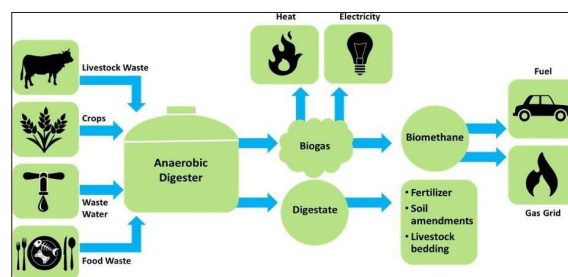 Heat
Electricity
Livestock Waste
Fuel
Crops
Anaerobic
Digester
Biogas
Biomethane
Waste
Water
Digestate
• Fertilizer
• Soil
amendments
• Livestock
bedding
Gas Grid
Food Waste